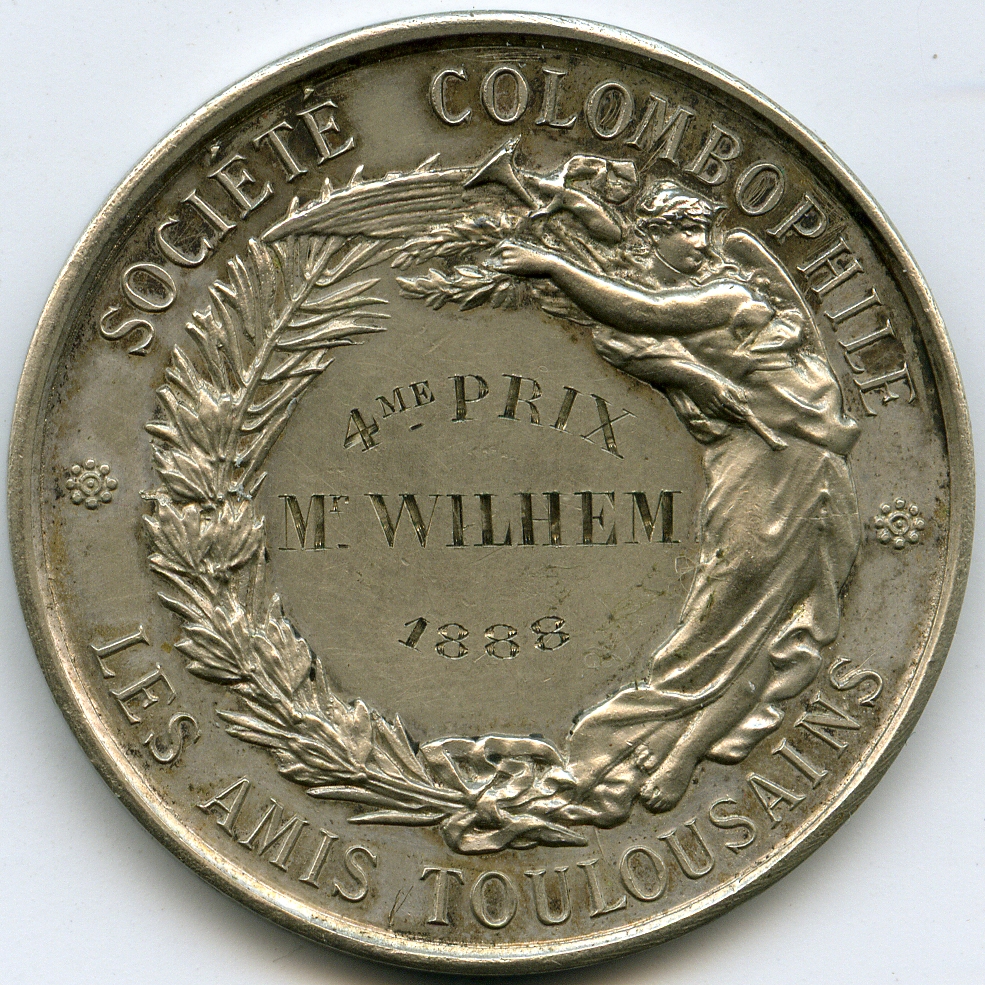 SOCIÉTÉ COLOMBOPHILE
4ME PRIX
Mr WILHEM
1888
LES AMIS TOULOUSAINS